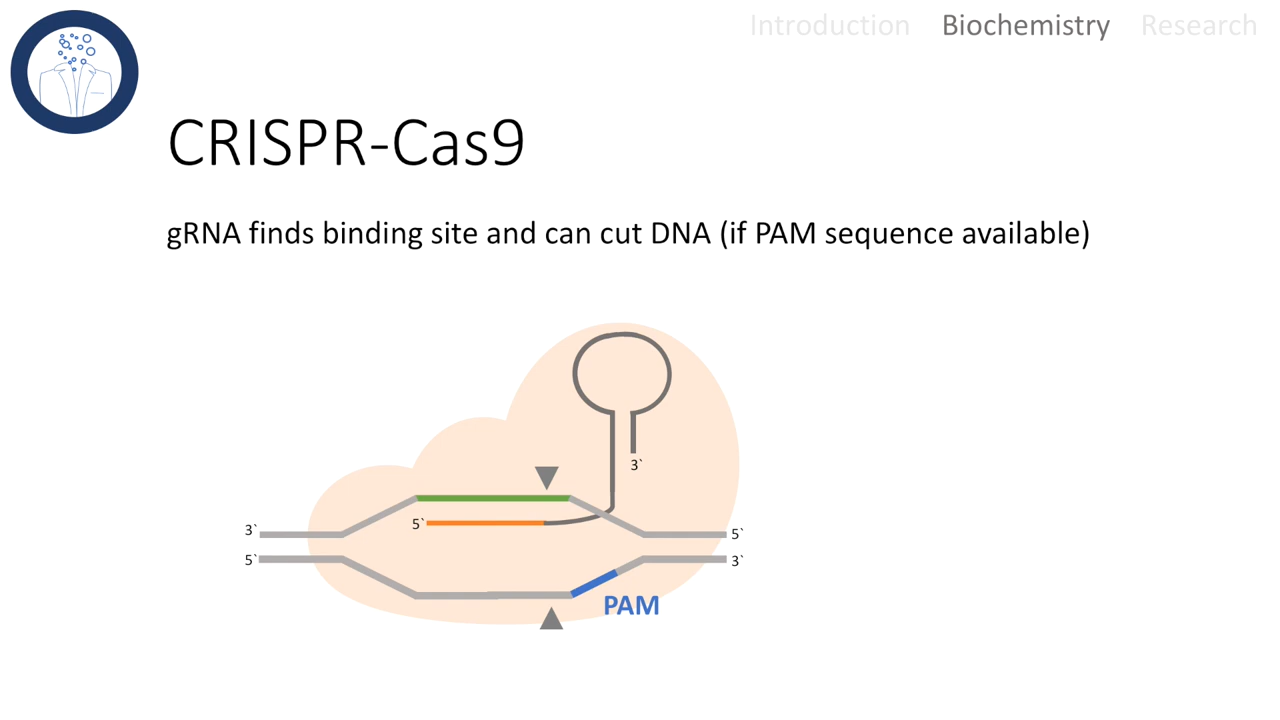 Introduction Biochemistry Research
CRISPR-Cas9
gRNA finds binding site and can cut DNA (if PAM sequence available)
3`
3`
5`
5`
5`
3`
PAM